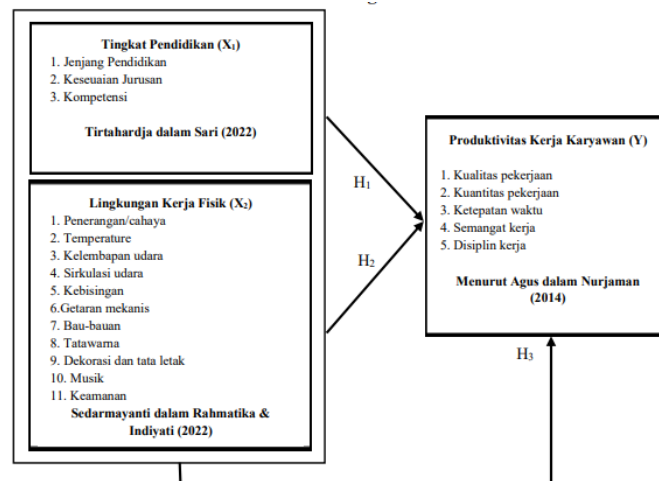 Tingkat Pendidikan (X₁)
1. Jenjang Pendidikan
2. Keseuaian Jurusan
3. Kompetensi
Tirtahardja dalam Sari (2022)
Lingkungan Kerja Fisik (X₂)
1. Penerangan/cahaya
2. Temperature
3. Kelembapan udara
4. Sirkulasi udara
5. Kebisingan
6.Getaran mekanis
7. Bau-bauan
8. Tatawarna
9. Dekorasi dan tata letak
10. Musik
11. Keamanan
Sedarmayanti dalam Rahmatika &
Indiyati (2022)
H₁
H₂
Produktivitas Kerja Karyawan (Y)
1. Kualitas pekerjaan
2. Kuantitas pekerjaan
3. Ketepatan waktu
4. Semangat kerja
5. Disiplin kerja
Menurut Agus dalam Nurjaman
(2014)
H₃